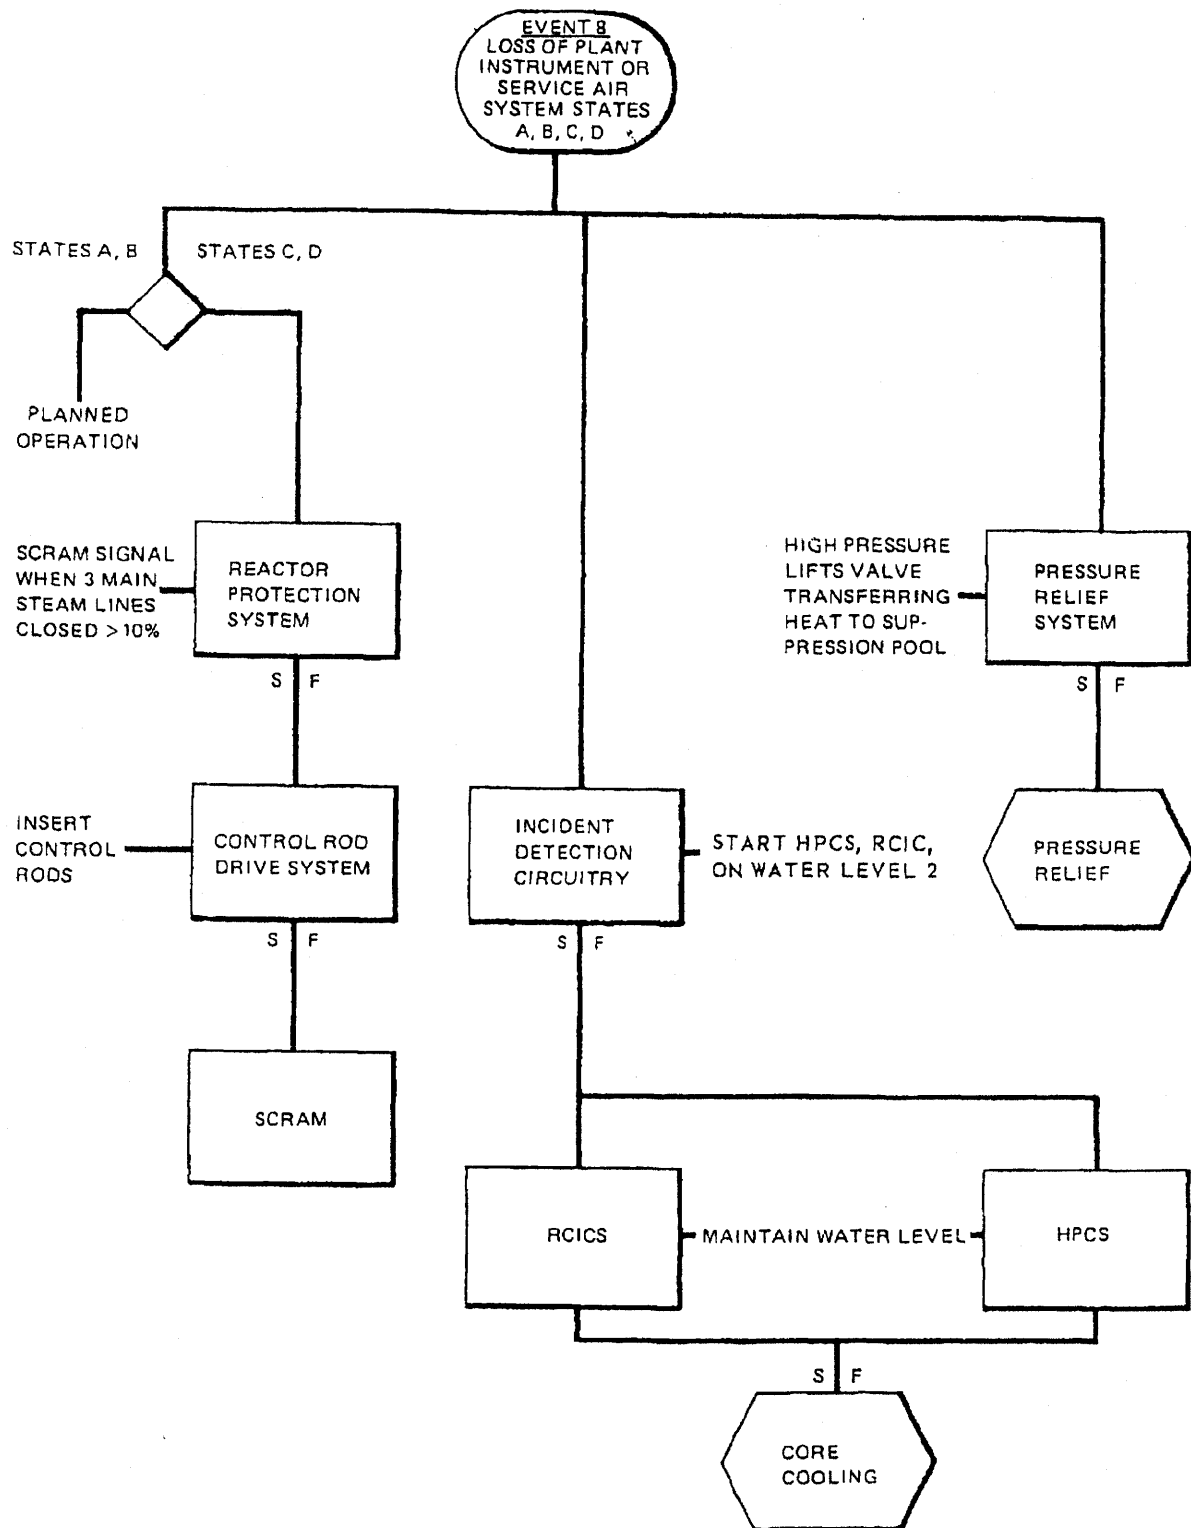 EVENT 8
LOSS OF PLANT
INSTRUMENT OR
SERVICE AIR
SYSTEM STATES
A, B, C, D
STATES A, B
STATES C, D
PLANNED
OPERATION
SCRAM SIGNAL
WHEN 3 MAIN
STEAM LINES
CLOSED >10%
REACTOR
PROTECTION
SYSTEM
S F
HIGH PRESSURE
LIFTS VALVE
TRANSFERRING
HEAT TO SUP-
PRESSION POOL
PRESSURE
RELIEF
SYSTEM
S F
INSERT
CONTROL
RODS
CONTROL ROD
DRIVE SYSTEM
S F
INCIDENT
DETECTION
CIRCUITRY
S F
START HPCS, RCIC,
ON WATER LEVEL 2
PRESSURE
RELIEF
SCRAM
RCICS
MAINTAIN WATER LEVEL
HPCS
S F
CORE
COOLING